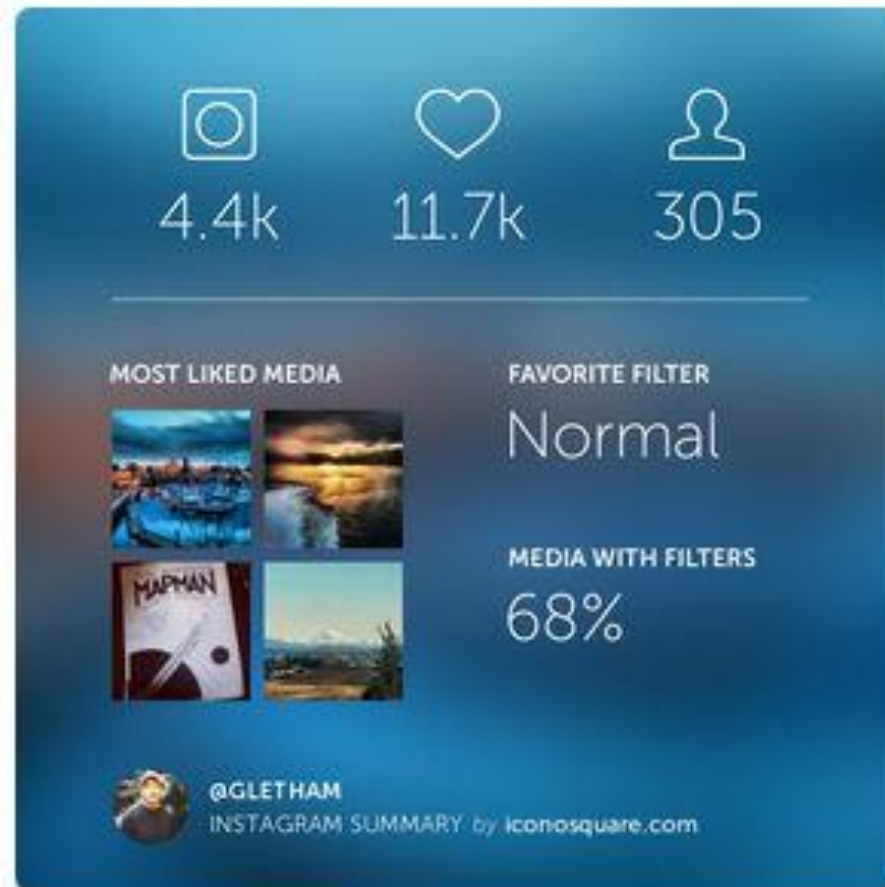 4.4k 11.7k 305
MOST LIKED MEDIA
FAVORITE FILTER
Normal
MAPMAN
MEDIA WITH FILTERS
68%
@GLETHAM
INSTAGRAM SUMMARY by iconosquare.com